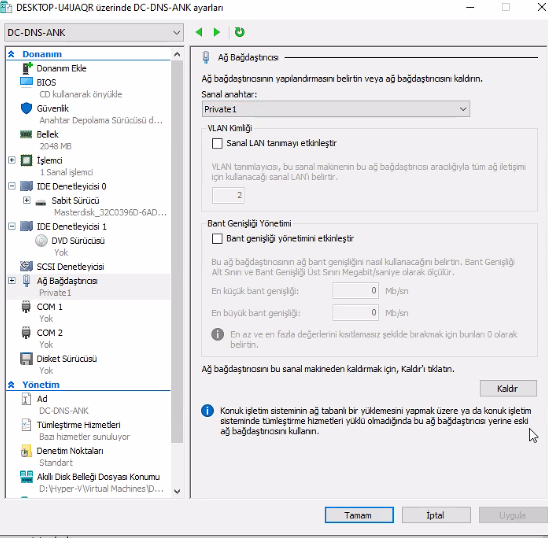 DESKTOP-U4UAQR üzerinde DC-DNS-ANK ayarları
DC-DNS-ANK
Donanım
Donanım Ekle
BIOS
CD kullanarak önyükle
Güvenlik
Anahtar Depolama Sürücüsü d...
Bellek
2048 MB
İşlemci
1 Sanal işlemci
IDE Denetleyicisi 0
Sabit Sürücü
Masterdisk_32C0396D-6AD...
IDE Denetleyicisi 1
DVD Sürücüsü
Yok
SCSI Denetleyicisi
Ağ Bağdaştırıcısı
Private1
COM 1
Yok
COM 2
Yok
Disket Sürücüsü
Yok
Yönetim
Ad
DC-DNS-ANK
Tümleştirme Hizmetleri
Bazı hizmetler sunuluyor
Denetim Noktaları
Standart
Akıllı Disk Belleği Dosyası Konumu
D:\Hyper-V\Virtual Machines\D...
Ağ Bağdaştırıcısı
Ağ bağdaştırıcısının yapılandırmasını belirtin veya ağ bağdaştırıcısını kaldırın.
Sanal anahtar:
Private1
VLAN Kimliği
Sanal LAN tanımayı etkinleştir
VLAN tanımlayıcısı, bu sanal makinenin bu ağ bağdaştırıcısı aracılığıyla tüm ağ iletişimi
için kullanacağı sanal LAN'ı belirtir.
2
Bant Genişliği Yönetimi
Bant genişliği yönetimini etkinleştir
Bu ağ bağdaştırıcısının ağ bant genişliğini nasıl kullanacağını belirtin. Bant Genişliği
Alt Sınırı ve Bant Genişliği Üst Sınırı Megabit/saniye olarak ölçülür.
En küçük bant genişliği:
0
Mb/sn
En büyük bant genişliği:
0
Mb/sn
En az ve en fazla değerlerini kısıtlamasız şekilde bırakmak için bunları 0 olarak
belirtin.
Ağ bağdaştırıcısını bu sanal makineden kaldırmak için, Kaldır'ı tıklatın.
Kaldır
Konuk işletim sisteminin ağ tabanlı bir yüklemesini yapmak üzere ya da konuk işletim
sisteminde tümleştirme hizmetleri yüklü olmadığında bu ağ bağdaştırıcısı yerine eski
ağ bağdaştırıcısını kullanın.
Tamam
İptal
Uygula